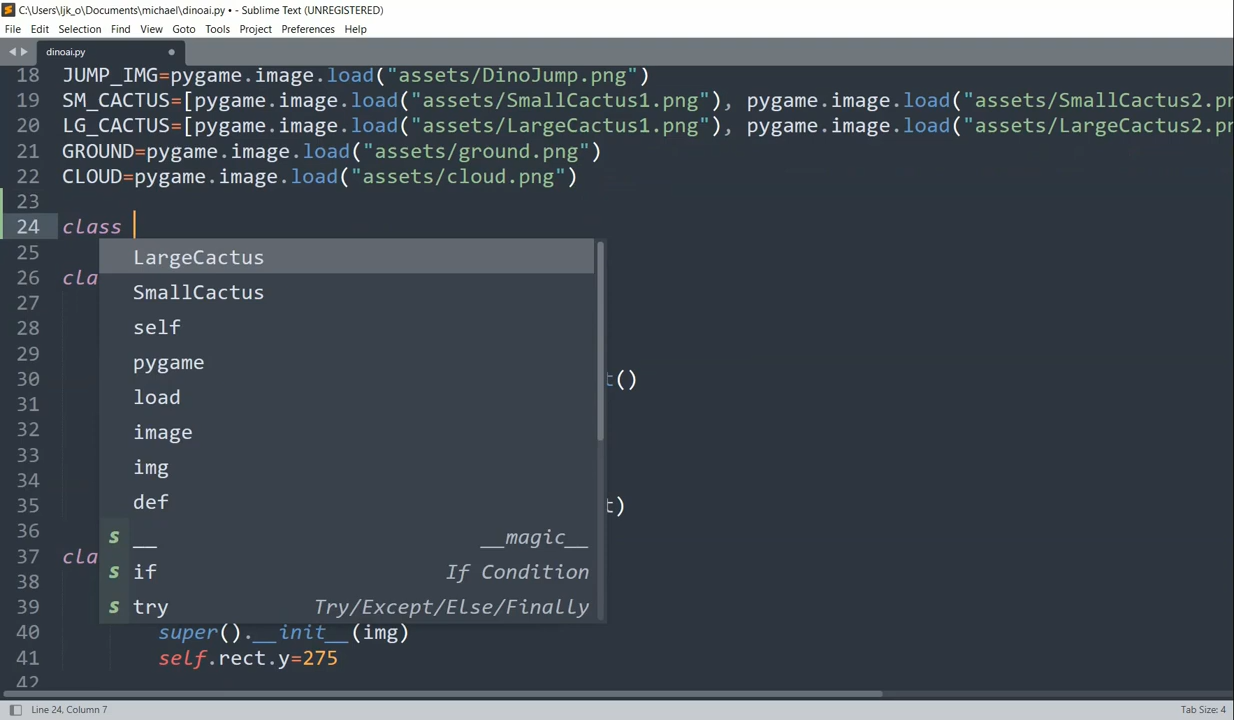 C:\Users\ljk_o\Documents\michael\dinoai.py • - Sublime Text (UNREGISTERED)
File Edit Selection Find View Goto Tools Project Preferences Help
dinoai.py
18 JUMP_IMG=pygame.image.load("assets/DinoJump.png")
19 SM_CACTUS=[pygame.image.load("assets/SmallCactus1.png"), pygame.image.load("assets/SmallCactus2.pn
20 LG_CACTUS=[pygame.image.load("assets/LargeCactus1.png"), pygame.image.load("assets/LargeCactus2.pn
21 GROUND=pygame.image.load("assets/ground.png")
22 CLOUD=pygame.image.load("assets/cloud.png")
23
24 class
25 LargeCactus
26 cla
SmallCactus
27
28 self
29 pygame
30 t()
31 load
32 image
33 img
34 def
35 t)
36 __ __magic__
37 cla
38 if If Condition
39 try Try/Except/Else/Finally
40 super().__init__(img)
41 self.rect.y=275
42
Line 24, Column 7 Tab Size: 4